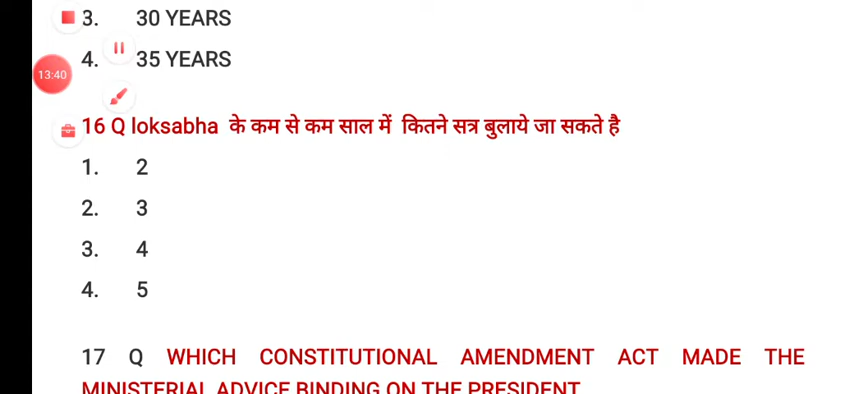 3. 30 YEARS
4. 35 YEARS
13:40
16 Q loksabha के कम से कम साल में कितने सत्र बुलाये जा सकते है
1. 2
2. 3
3. 4
4. 5
17 Q WHICH CONSTITUTIONAL AMENDMENT ACT MADE THE
MINISTERIAL ADVICE BINDING ON THE PRESIDENT